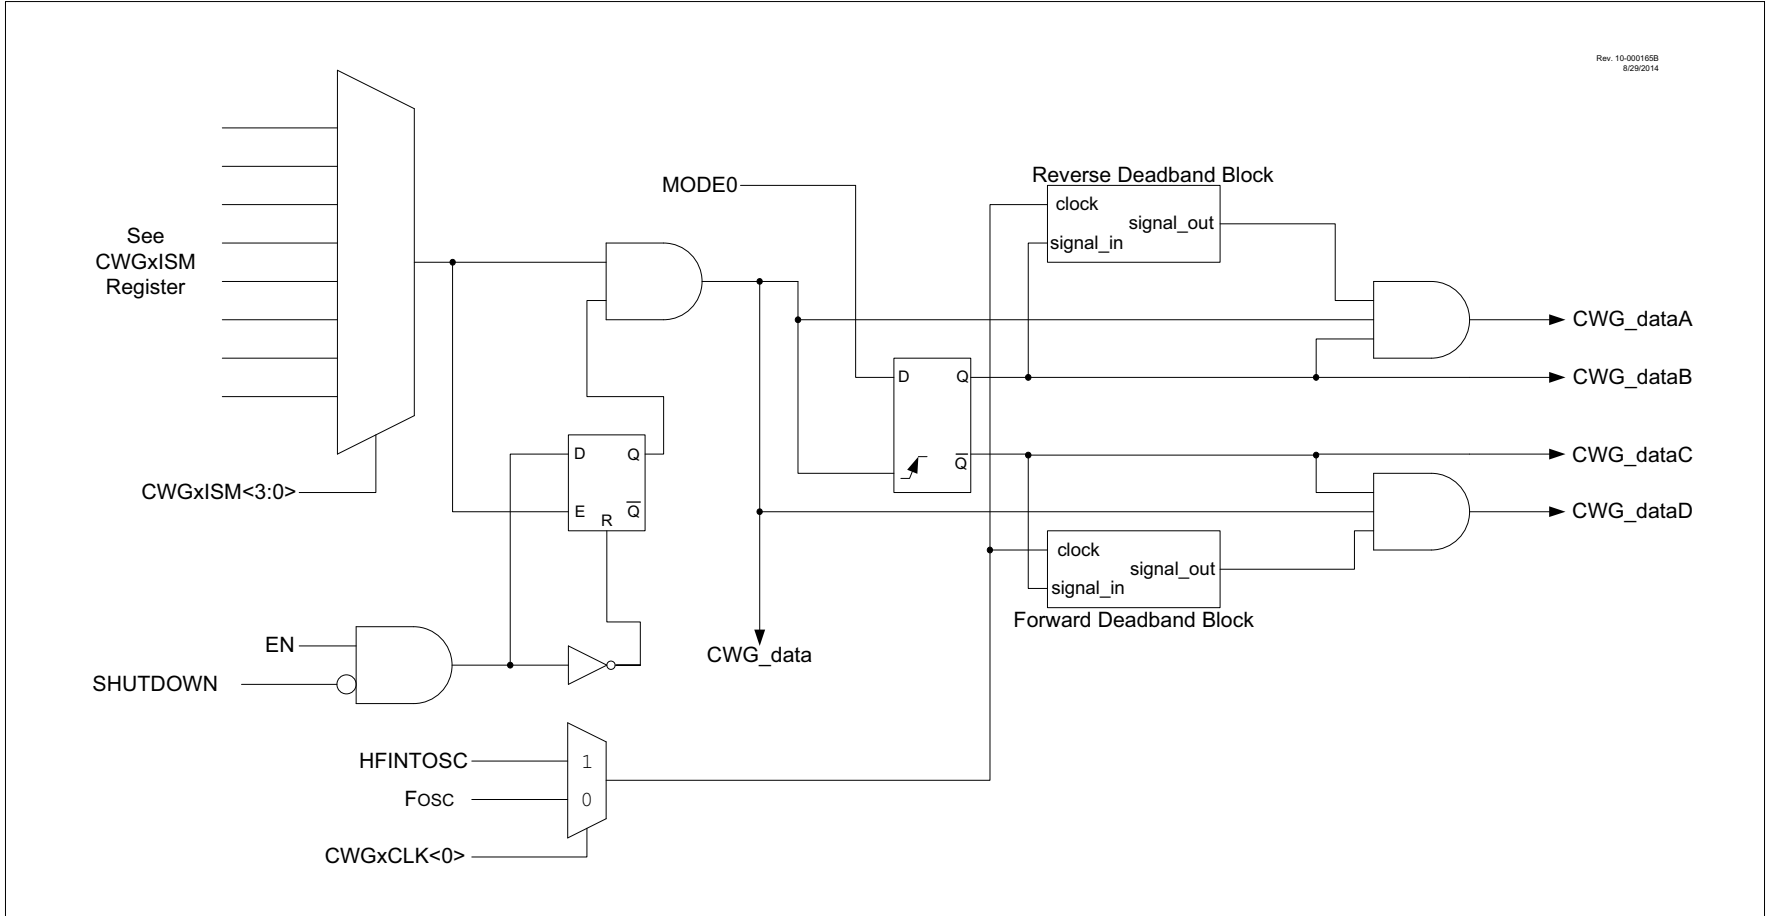 Rev. 10-000165B
8/29/2014
See
CWGxISM
Register
CWGxISM<3:0>
EN
SHUTDOWN
HFINTOSC
FOSC
CWGxCLK<0>
1
0
D
Q
E
R
Q
MODE0
CWG_data
D
Q
Q
Reverse Deadband Block
clock
signal_out
signal_in
clock
signal_out
signal_in
Forward Deadband Block
CWG_dataA
CWG_dataB
CWG_dataC
CWG_dataD